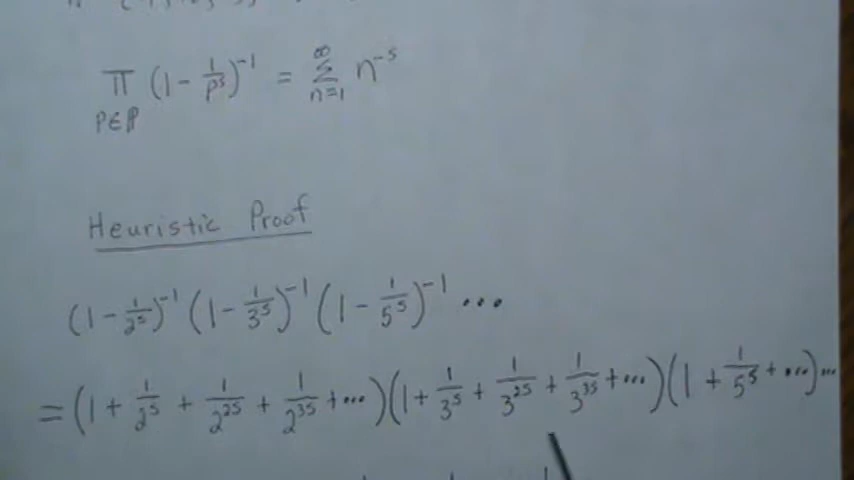 ∏ (1 - 1/p^s)^-1 = ∑ n^-s
p∈ℙ n=1 ∞
Heuristic Proof
(1 - 1/2^s)^-1 (1 - 1/3^s)^-1 (1 - 1/5^s)^-1 ...
= (1 + 1/2^s + 1/2^2s + 1/2^3s + ...)(1 + 1/3^s + 1/3^2s + 1/3^3s + ...)(1 + 1/5^s + ...)...